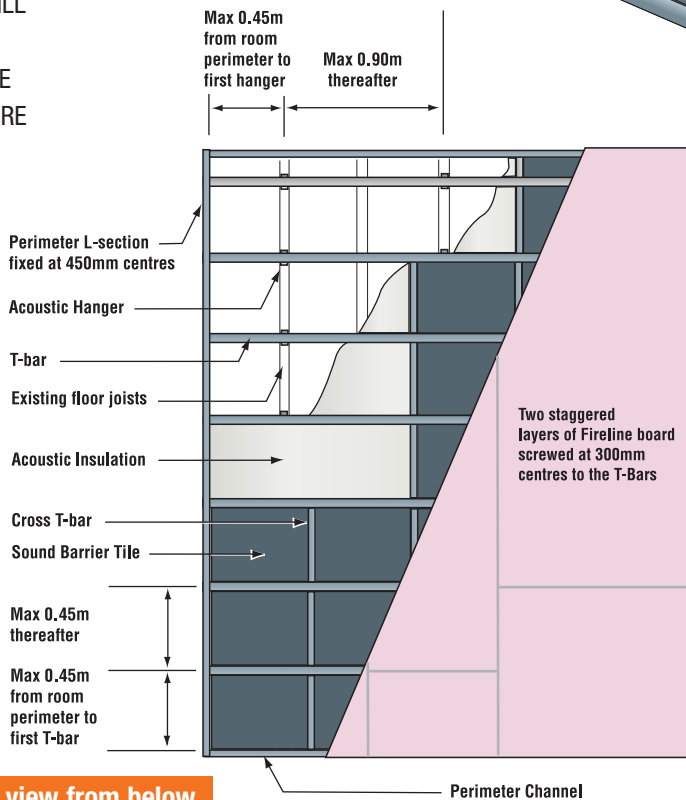 ILL
E
RE
Max 0.45m
from room
perimeter to
first hanger
Max 0.90m
thereafter
Perimeter L-section
fixed at 450mm centres
Acoustic Hanger
T-bar
Existing floor joists
Acoustic Insulation
Cross T-bar
Sound Barrier Tile
Max 0.45m
thereafter
Max 0.45m
from room
perimeter to
first T-bar
Two staggered
layers of Fireline board
screwed at 300mm
centres to the T-Bars
Perimeter Channel
view from below